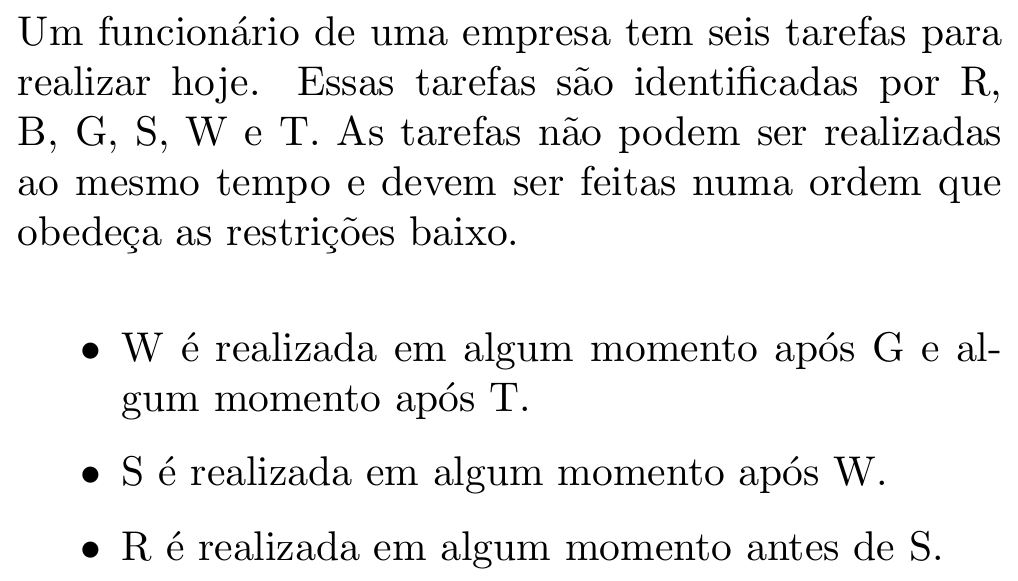 Um funcionário de uma empresa tem seis tarefas para
realizar hoje. Essas tarefas são identificadas por R,
B, G, S, W e T. As tarefas não podem ser realizadas
ao mesmo tempo e devem ser feitas numa ordem que
obedeça as restrições baixo.
• W é realizada em algum momento após G e al-
gum momento após T.
• S é realizada em algum momento após W.
• R é realizada em algum momento antes de S.